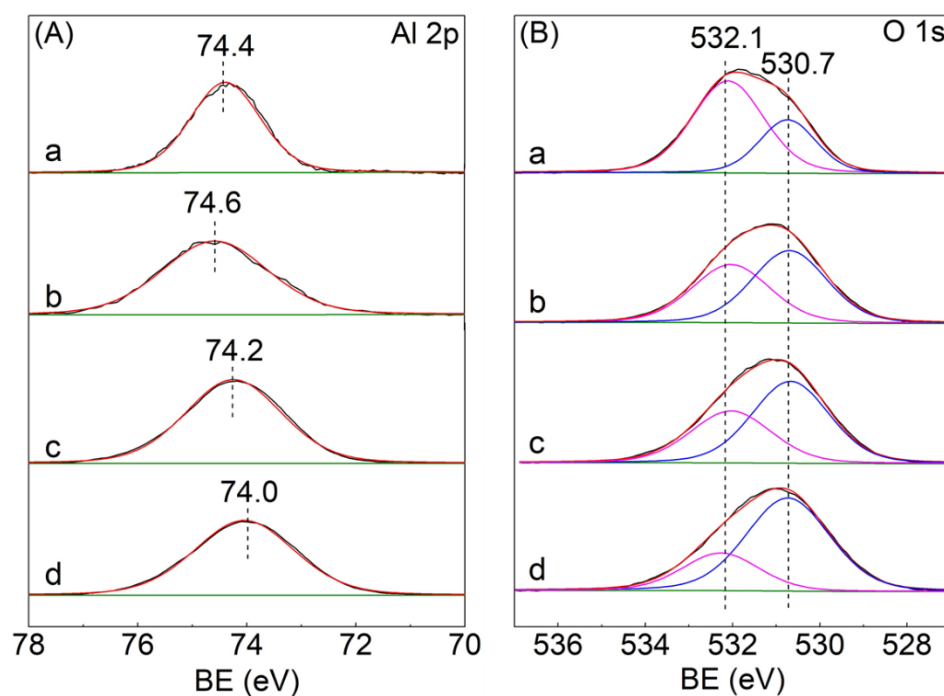 (A) Al 2p
74.4
a
74.6
b
74.2
c
74.0
d
78 76 74 72 70
BE (eV)
(B) O 1s
532.1
530.7
a
b
c
d
536 534 532 530 528
BE (eV)